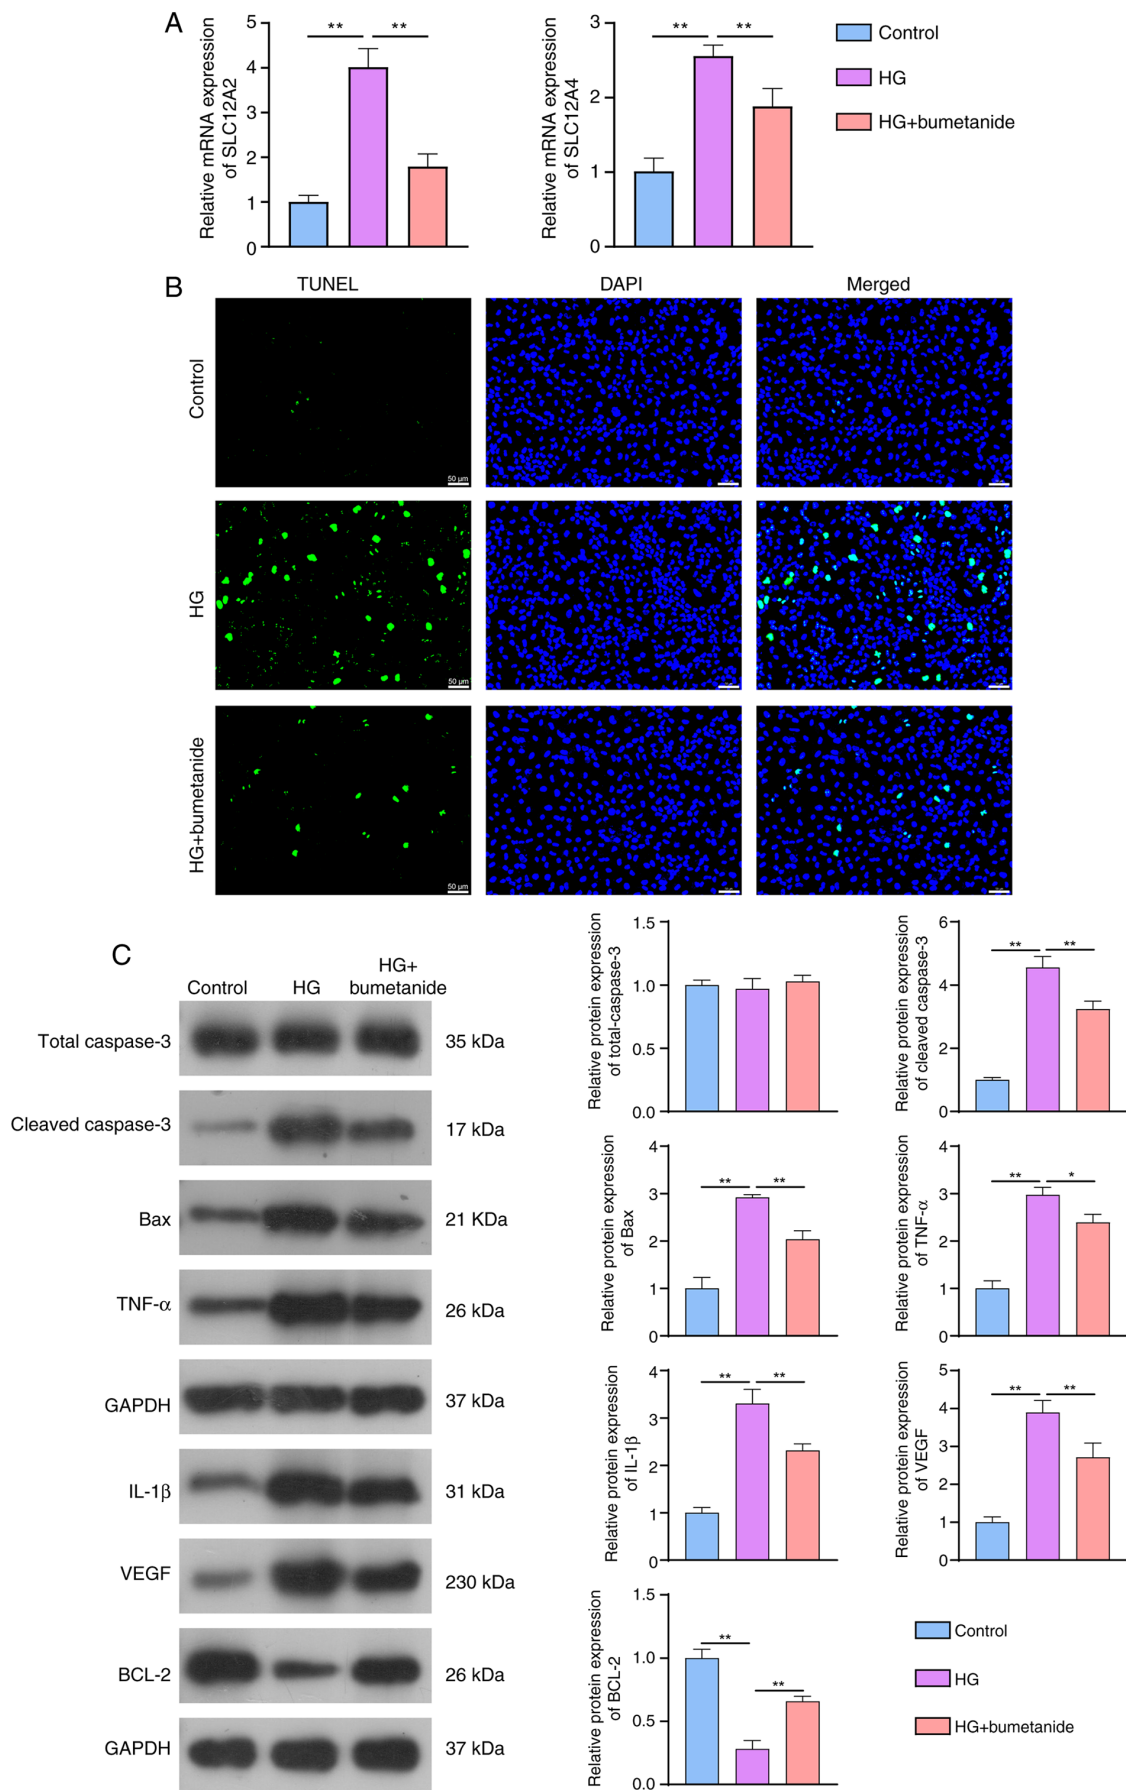 A
Relative mRNA expression
of SLC12A2
5
4
3
2
1
0
**
**
Relative mRNA expression
of SLC12A4
3
2
1
0
**
**
Control
HG
HG+bumetanide
B
TUNEL
DAPI
Merged
Control
50 µm
HG
50 µm
HG+bumetanide
50 µm
C
Control
HG
HG+
bumetanide
Total caspase-3
35 kDa
Cleaved caspase-3
17 kDa
Bax
21 KDa
TNF-α
26 kDa
GAPDH
37 kDa
IL-1β
31 kDa
VEGF
230 kDa
BCL-2
26 kDa
GAPDH
37 kDa
Relative protein expression
of total-caspase-3
1.5
1.0
0.5
0.0
Relative protein expression
of cleaved caspase-3
6
4
2
0
**
**
Relative protein expression
of Bax
4
3
2
1
0
**
**
Relative protein expression
of TNF-α
4
3
2
1
0
**
*
Relative protein expression
of IL-1β
4
3
2
1
0
**
**
Relative protein expression
of VEGF
5
4
3
2
1
0
**
**
Relative protein expression
of BCL-2
1.5
1.0
0.5
0.0
**
**
Control
HG
HG+bumetanide